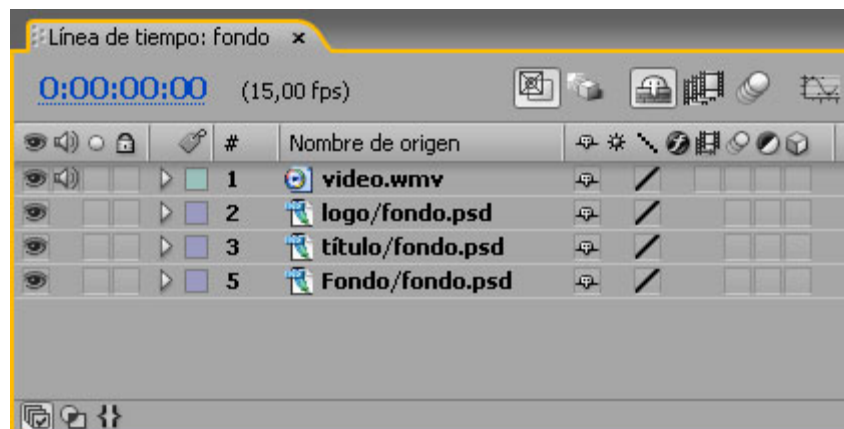 Línea de tiempo: fondo ×
0:00:00:00 (15,00 fps)
# Nombre de origen
1 video.wmv
2 logo/fondo.psd
3 título/fondo.psd
5 Fondo/fondo.psd